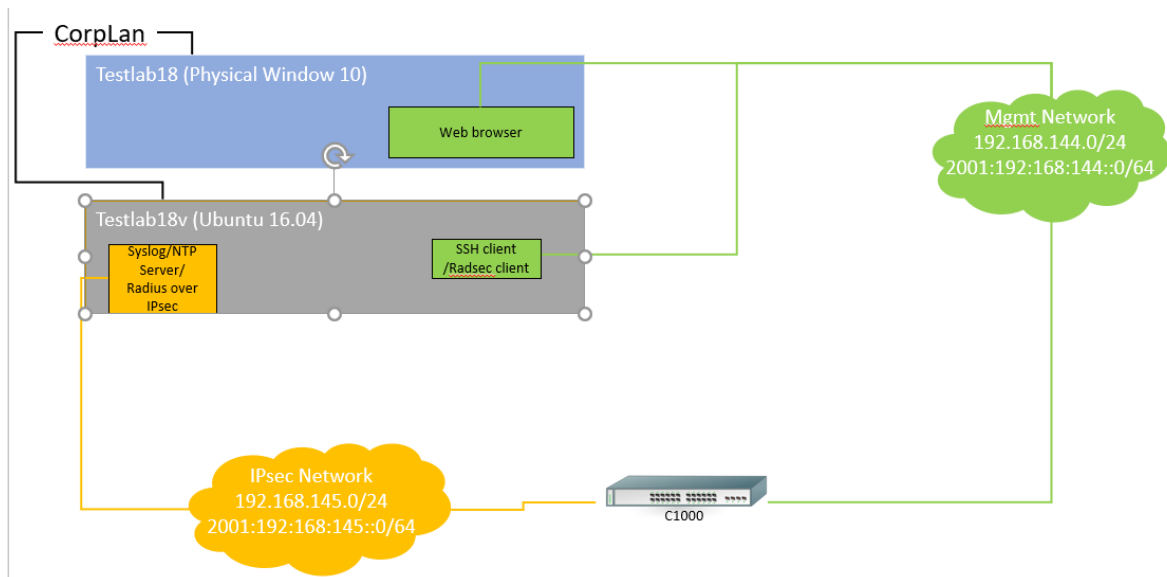 CorpLan
Testlab18 (Physical Window 10)
Web browser
Mgmt Network
192.168.144.0/24
2001:192:168:144::0/64
Testlab18v (Ubuntu 16.04)
Syslog/NTP
Server/
Radius over
IPsec
SSH client
/Radsec client
IPsec Network
192.168.145.0/24
2001:192:168:145::0/64
C1000